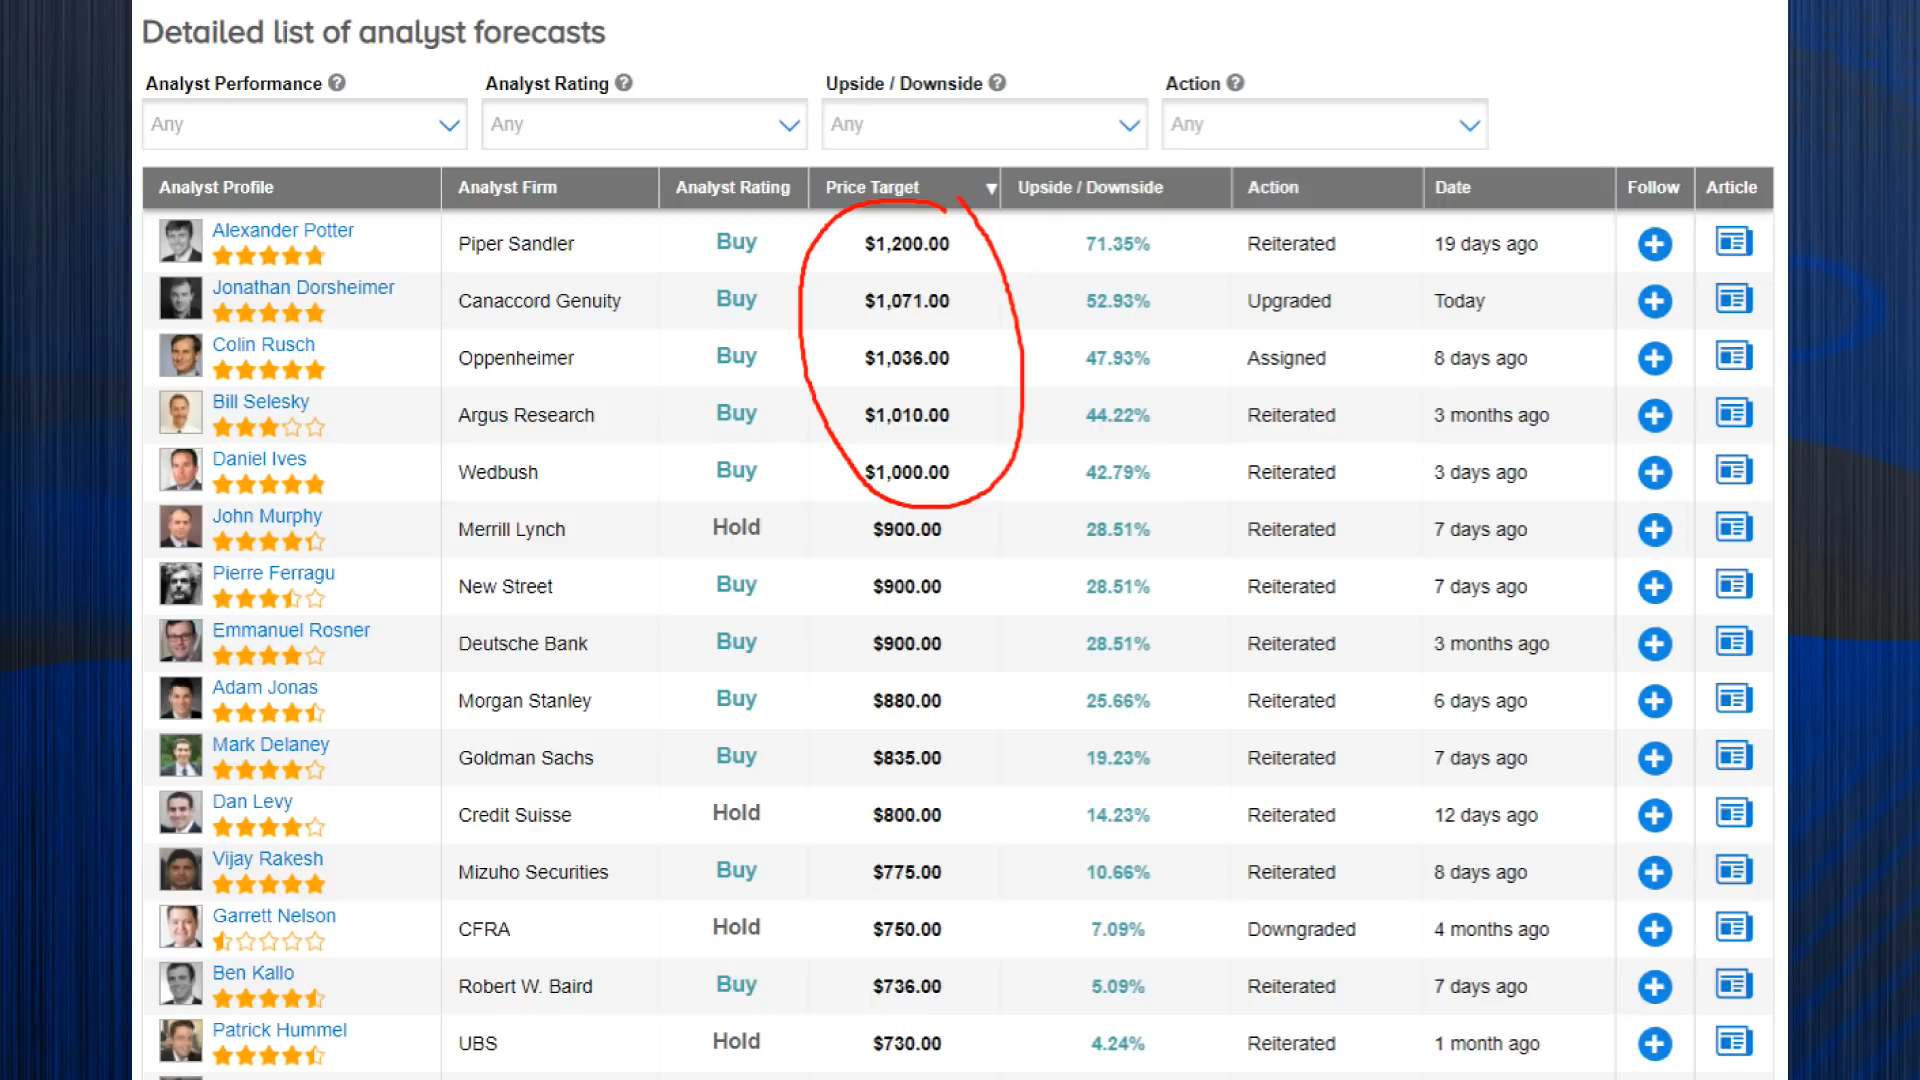 Detailed list of analyst forecasts
Analyst Performance ? Analyst Rating ? Upside / Downside ? Action ?
Any Any Any Any
Analyst Profile Analyst Firm Analyst Rating Price Target ▼ Upside / Downside Action Date Follow Article
Alexander Potter Piper Sandler Buy $1,200.00 71.35% Reiterated 19 days ago
Jonathan Dorsheimer Canaccord Genuity Buy $1,071.00 52.93% Upgraded Today
Colin Rusch Oppenheimer Buy $1,036.00 47.93% Assigned 8 days ago
Bill Selesky Argus Research Buy $1,010.00 44.22% Reiterated 3 months ago
Daniel Ives Wedbush Buy $1,000.00 42.79% Reiterated 3 days ago
John Murphy Merrill Lynch Hold $900.00 28.51% Reiterated 7 days ago
Pierre Ferragu New Street Buy $900.00 28.51% Reiterated 7 days ago
Emmanuel Rosner Deutsche Bank Buy $900.00 28.51% Reiterated 3 months ago
Adam Jonas Morgan Stanley Buy $880.00 25.66% Reiterated 6 days ago
Mark Delaney Goldman Sachs Buy $835.00 19.23% Reiterated 7 days ago
Dan Levy Credit Suisse Hold $800.00 14.23% Reiterated 12 days ago
Vijay Rakesh Mizuho Securities Buy $775.00 10.66% Reiterated 8 days ago
Garrett Nelson CFRA Hold $750.00 7.09% Downgraded 4 months ago
Ben Kallo Robert W. Baird Buy $736.00 5.09% Reiterated 7 days ago
Patrick Hummel UBS Hold $730.00 4.24% Reiterated 1 month ago